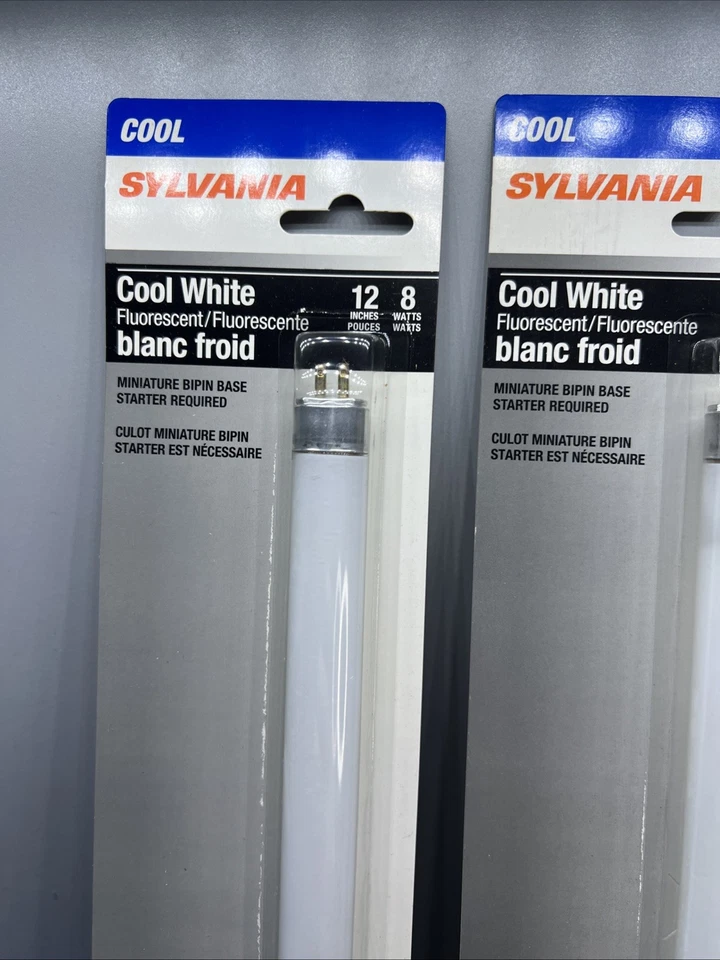 COOL
SYLVANIA
Cool White
Fluorescent/Fluorescente
blanc froid
12 8
INCHES WATTS
POUCES WATTS
MINIATURE BIPIN BASE
STARTER REQUIRED
CULOT MINIATURE BIPIN
STARTER EST NÉCESSAIRE
COOL
SYLVANIA
Cool White
Fluorescent/Fluorescente
blanc froid
MINIATURE BIPIN BASE
STARTER REQUIRED
CULOT MINIATURE BIPIN
STARTER EST NÉCESSAIRE